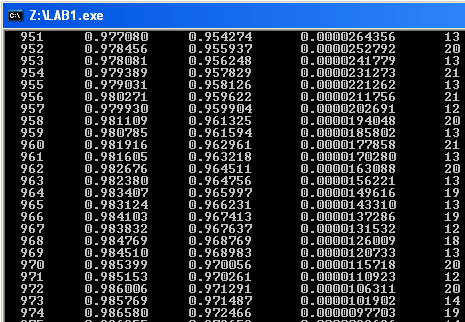 Z:\LAB1.exe
951 0.977080 0.954274 0.0000264356 13
952 0.978456 0.955937 0.0000252792 20
953 0.978081 0.956248 0.0000241779 13
954 0.979389 0.957829 0.0000231273 21
955 0.979031 0.958126 0.0000221262 13
956 0.980271 0.959622 0.0000211756 21
957 0.979930 0.959904 0.0000202691 12
958 0.981109 0.961325 0.0000194048 20
959 0.980785 0.961594 0.0000185802 13
960 0.981916 0.962961 0.0000177858 21
961 0.981605 0.963218 0.0000170280 13
962 0.982676 0.964511 0.0000163088 20
963 0.982380 0.964756 0.0000156221 13
964 0.983407 0.965997 0.0000149616 19
965 0.983124 0.966231 0.0000143310 13
966 0.984103 0.967413 0.0000137286 19
967 0.983832 0.967637 0.0000131532 12
968 0.984769 0.968769 0.0000126009 18
969 0.984510 0.968983 0.0000120733 13
970 0.985399 0.970056 0.0000115718 20
971 0.985153 0.970261 0.0000110923 12
972 0.986006 0.971291 0.0000106311 20
973 0.985769 0.971487 0.0000101902 14
974 0.986580 0.972466 0.0000097703 19